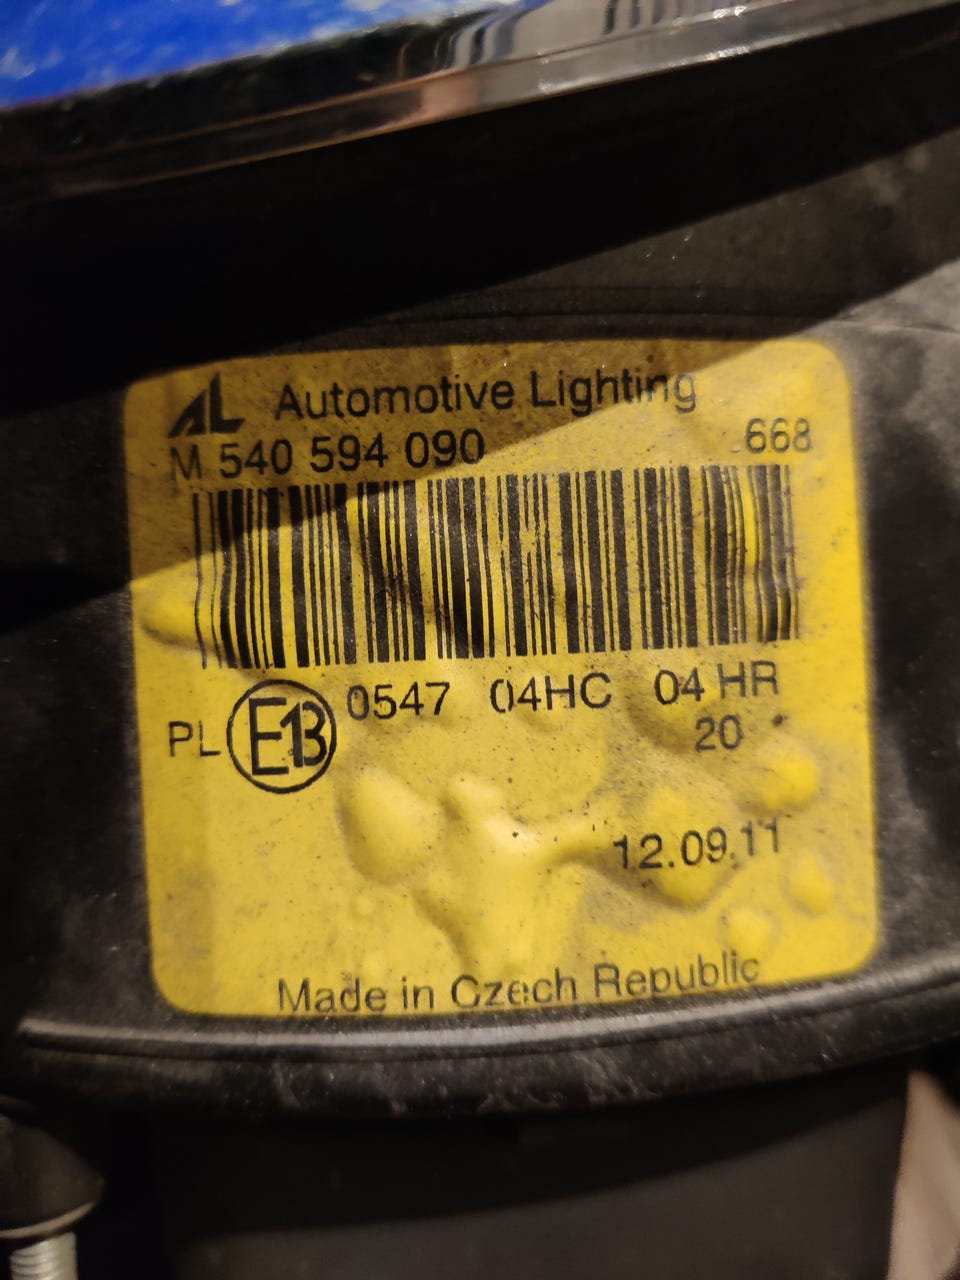 AL Automotive Lighting
M 540 594 090 668
0547 04HC 04 HR
PL E13 20
12.09.11
Made in Czech Republic